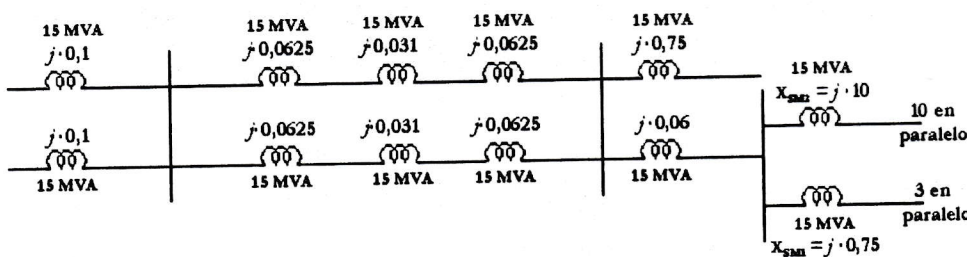 15 MVA
j·0,1
15 MVA
j·0,0625
15 MVA
j·0,031
15 MVA
j·0,0625
15 MVA
j·0,75
15 MVA
X_SM2 = j·10
10 en
paralelo
j·0,1
15 MVA
j·0,0625
15 MVA
j·0,031
15 MVA
j·0,0625
15 MVA
j·0,06
15 MVA
3 en
paralelo
15 MVA
X_SM1 = j·0,75